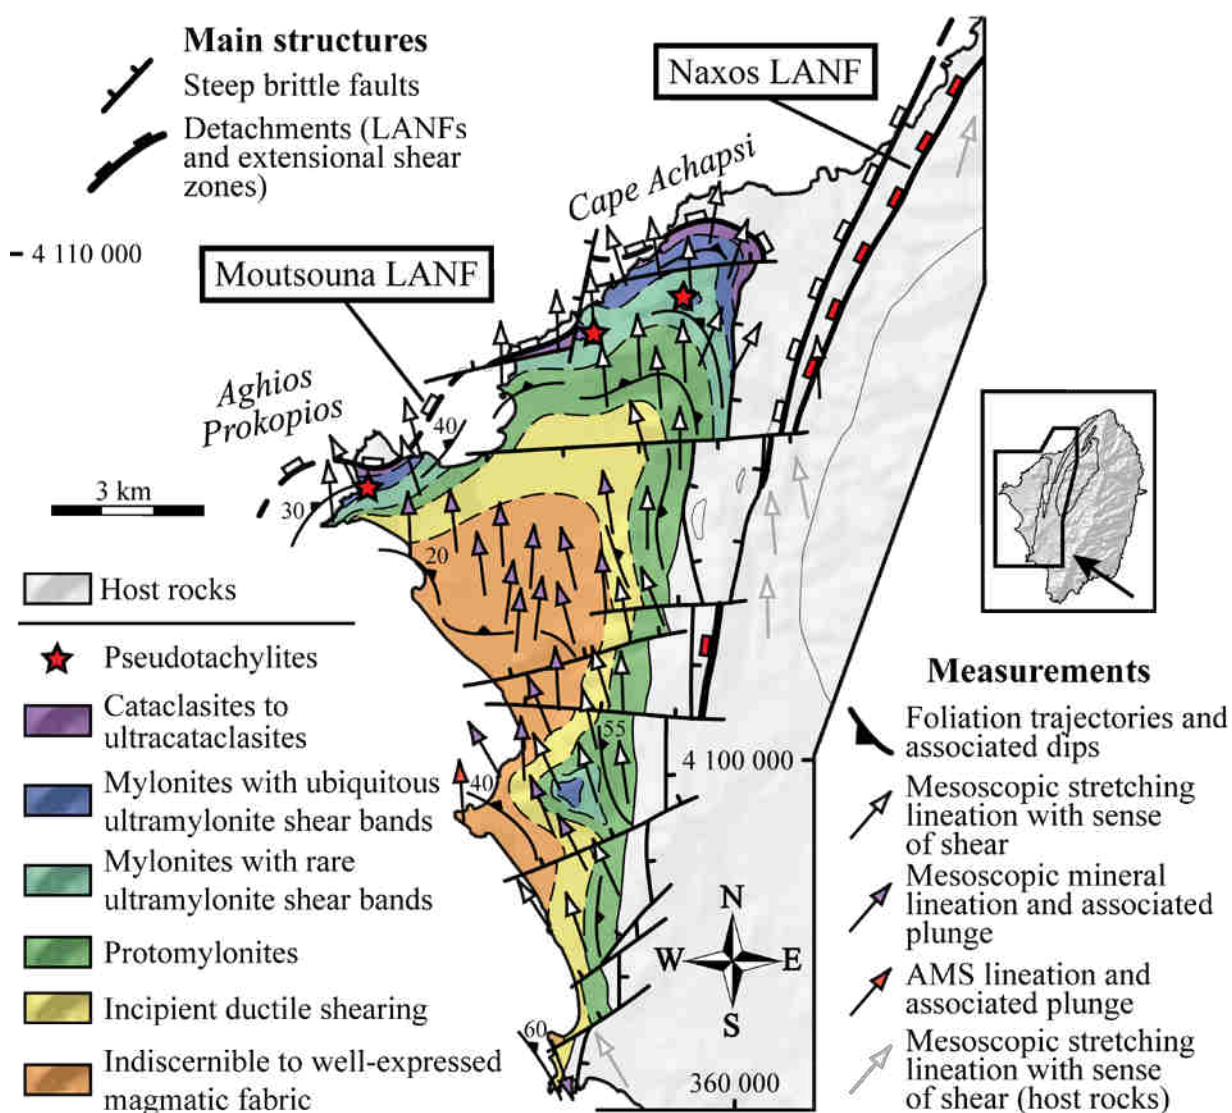 Main structures
Steep brittle faults
Detachments (LANFs
and extensional shear
zones)
Naxos LANF
Cape Achapsi
4 110 000
Moutsouna LANF
Aghios
Prokopios
40
30
3 km
20
Host rocks
Pseudotachylites
Cataclasites to
ultracataclasites
Mylonites with ubiquitous
ultramylonite shear bands
Mylonites with rare
ultramylonite shear bands
Protomylonites
Incipient ductile shearing
Indiscernible to well-expressed
magmatic fabric
55
40
60
4 100 000
N
W
E
S
360 000
Measurements
Foliation trajectories and
associated dips
Mesoscopic stretching
lineation with sense
of shear
Mesoscopic mineral
lineation and associated
plunge
AMS lineation and
associated plunge
Mesoscopic stretching
lineation with sense
of shear (host rocks)